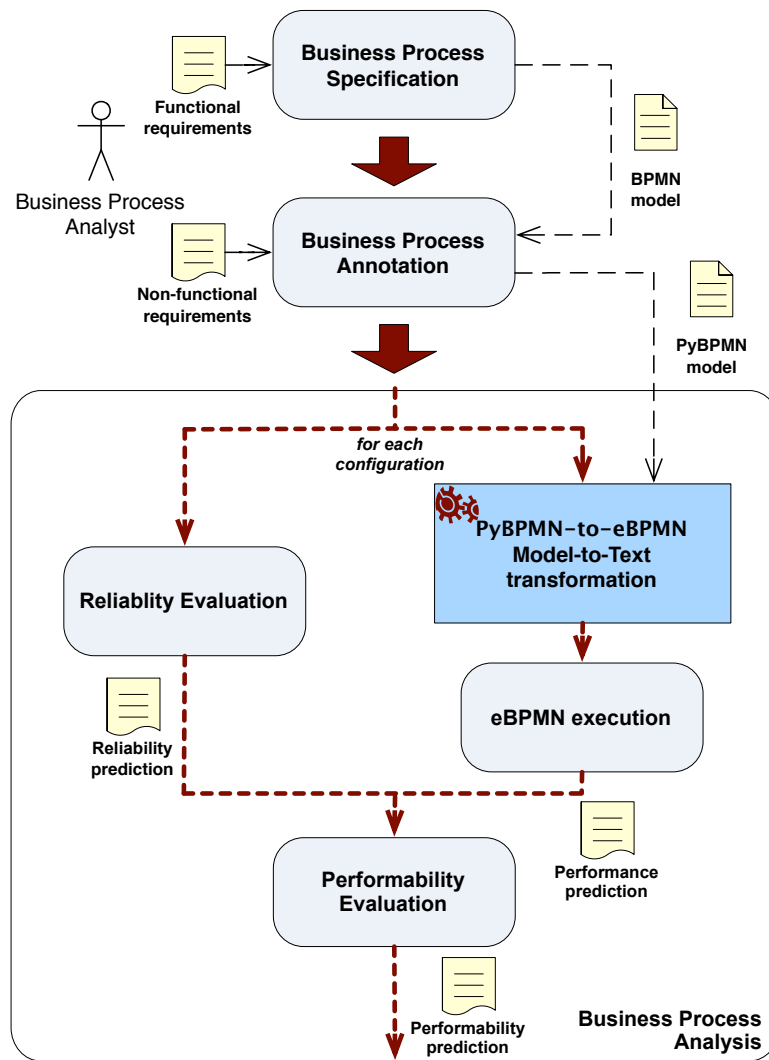 Business Process
Specification
Functional
requirements
BPMN
model
Business Process
Analyst
Business Process
Annotation
Non-functional
requirements
PyBPMN
model
for each
configuration
PyBPMN-to-eBPMN
Model-to-Text
transformation
Reliablity Evaluation
eBPMN execution
Reliability
prediction
Performability
Evaluation
Performance
prediction
Performability
prediction
Business Process
Analysis